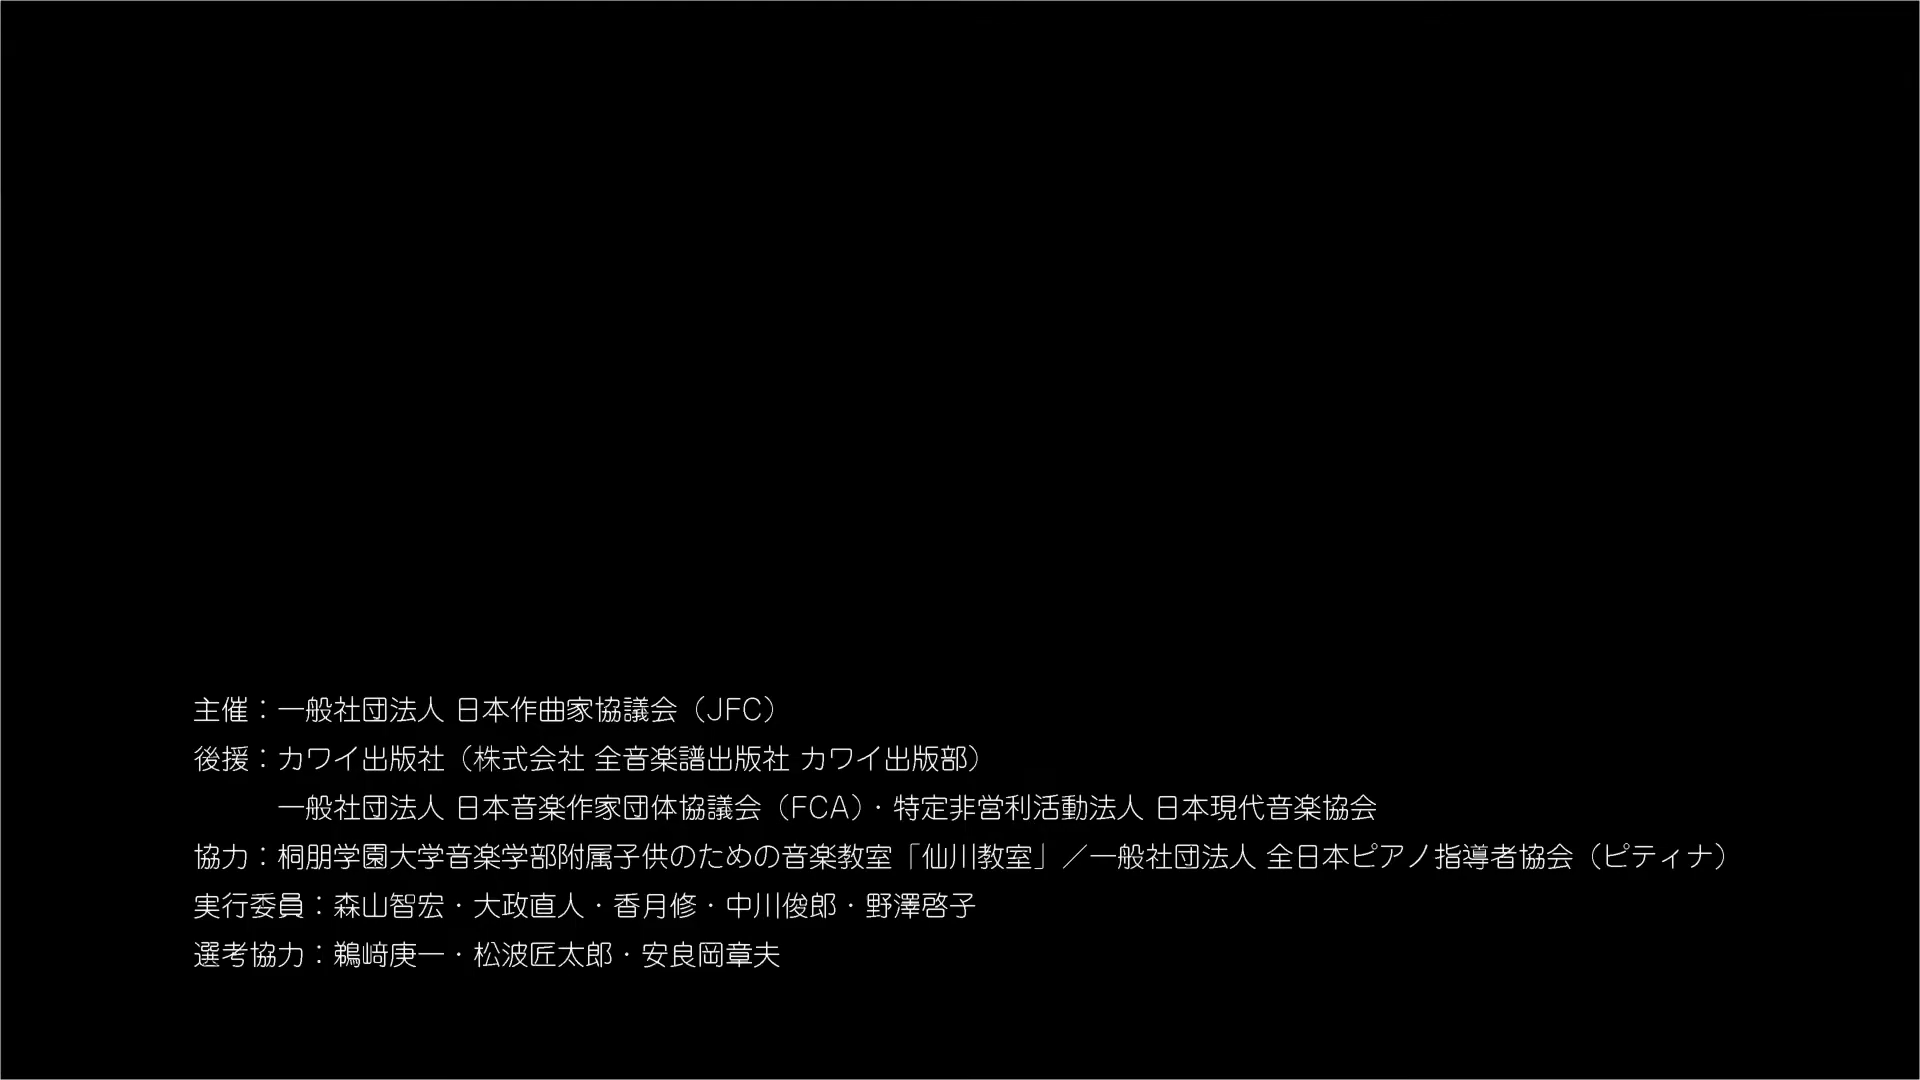 主催：一般社団法人 日本作曲家協議会（JFC）
後援：カワイ出版社（株式会社 全音楽譜出版社 カワイ出版部）
一般社団法人 日本音楽作家団体協議会（FCA）・特定非営利活動法人 日本現代音楽協会
協力：桐朋学園大学音楽学部附属子供のための音楽教室「仙川教室」／一般社団法人 全日本ピアノ指導者協会（ピティナ）
実行委員：森山智宏・大政直人・香月修・中川俊郎・野澤啓子
選考協力：鵜﨑庚一・松波匠太郎・安良岡章夫